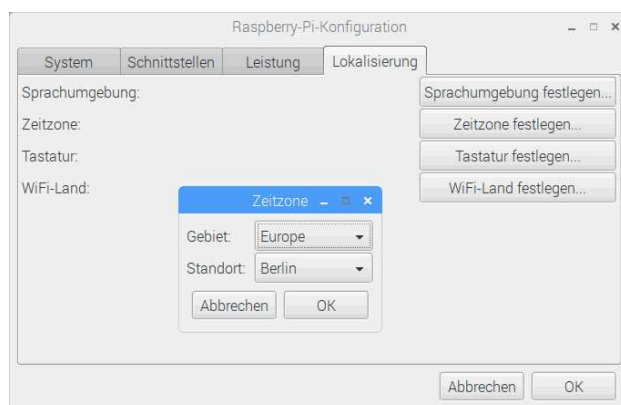 Raspberry-Pi-Konfiguration
System Schnittstellen Leistung Lokalisierung
Sprachumgebung: Sprachumgebung festlegen...
Zeitzone: Zeitzone festlegen...
Tastatur: Tastatur festlegen...
WiFi-Land: WiFi-Land festlegen...
Zeitzone
Gebiet: Europe
Standort: Berlin
Abbrechen OK
Abbrechen OK